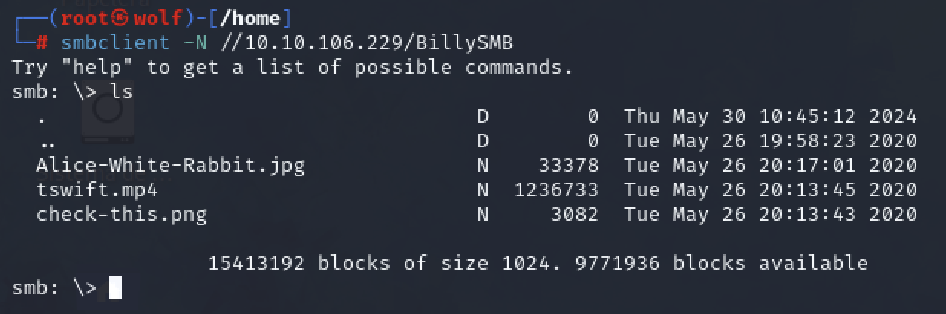 ┌──(root㉿wolf)-[/home]
└─# smbclient -N //10.10.106.229/BillySMB
Try "help" to get a list of possible commands.
smb: \> ls
  .                                   D        0  Thu May 30 10:45:12 2024
  ..                                  D        0  Tue May 26 19:58:23 2020
  Alice-White-Rabbit.jpg              N    33378  Tue May 26 20:17:01 2020
  tswift.mp4                          N  1236733  Tue May 26 20:13:45 2020
  check-this.png                      N     3082  Tue May 26 20:13:43 2020

                15413192 blocks of size 1024. 9771936 blocks available
smb: \>